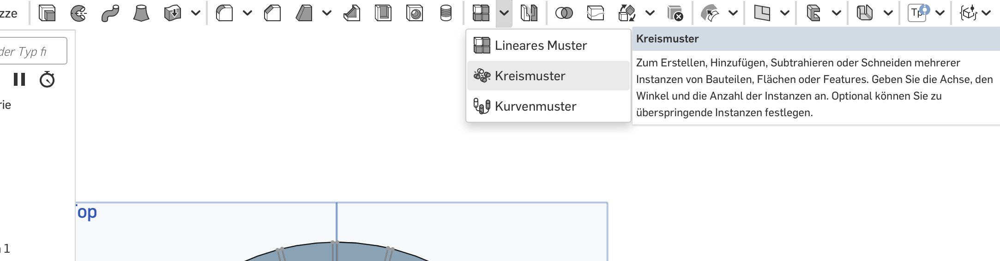 zze
Tp
der Typ fi
rie
Lineares Muster
Kreismuster
Kurvenmuster
Kreismuster
Zum Erstellen, Hinzufügen, Subtrahieren oder Schneiden mehrerer
Instanzen von Bauteilen, Flächen oder Features. Geben Sie die Achse, den
Winkel und die Anzahl der Instanzen an. Optional können Sie zu
überspringende Instanzen festlegen.
Top
1